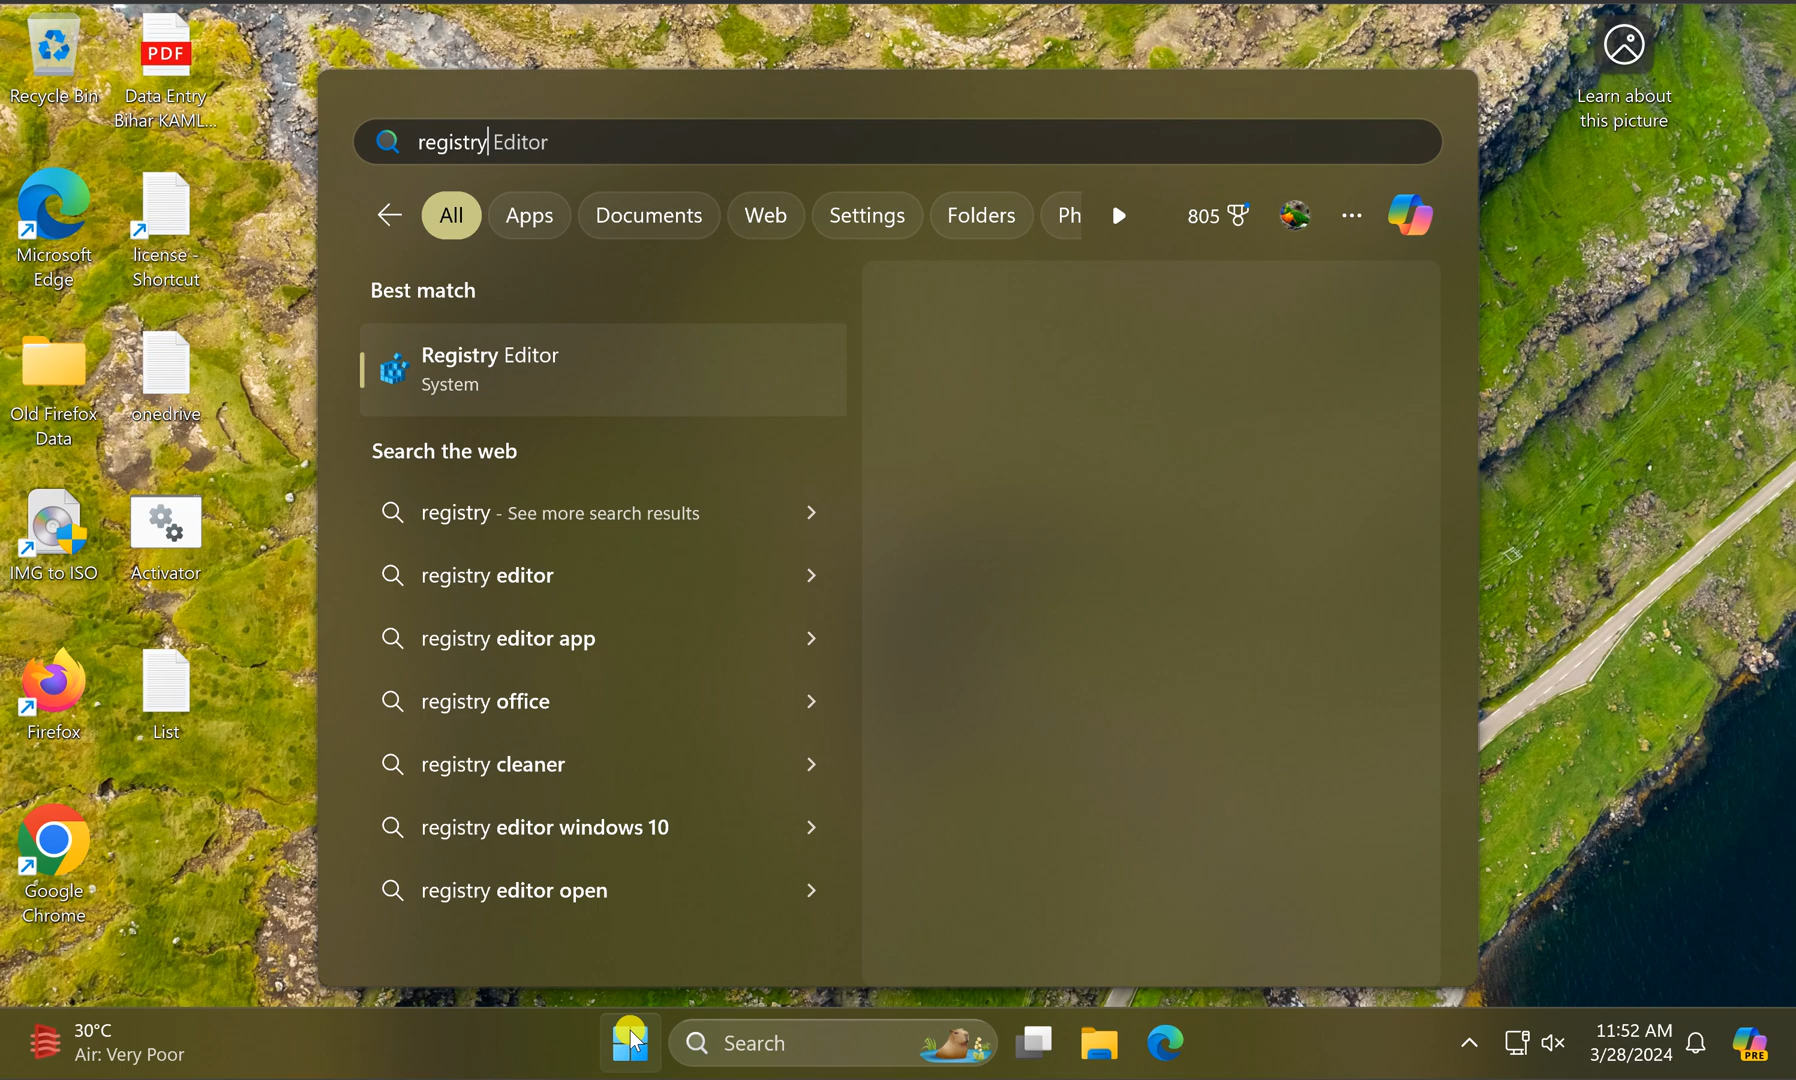 Recycle Bin
PDF
Data Entry
Bihar KAML...
Microsoft
Edge
license -
Shortcut
Old Firefox
Data
onedrive
IMG to ISO
Activator
Firefox
List
Google
Chrome
Learn about
this picture
registry Editor
All
Apps
Documents
Web
Settings
Folders
Ph
805
Best match
Registry Editor
System
Search the web
registry - See more search results
registry editor
registry editor app
registry office
registry cleaner
registry editor windows 10
registry editor open
30°C
Air: Very Poor
Search
11:52 AM
3/28/2024
PRE